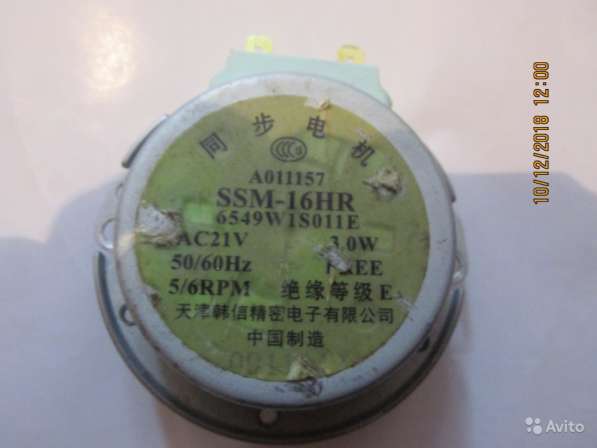 同步电机
A011157
SSM-16HR
6549W1S011E
AC21V 3.0W
50/60Hz
5/6RPM 绝缘等级 E
天津韩信精密电子有限公司
中国制造
10/12/2018 12:00
Avito